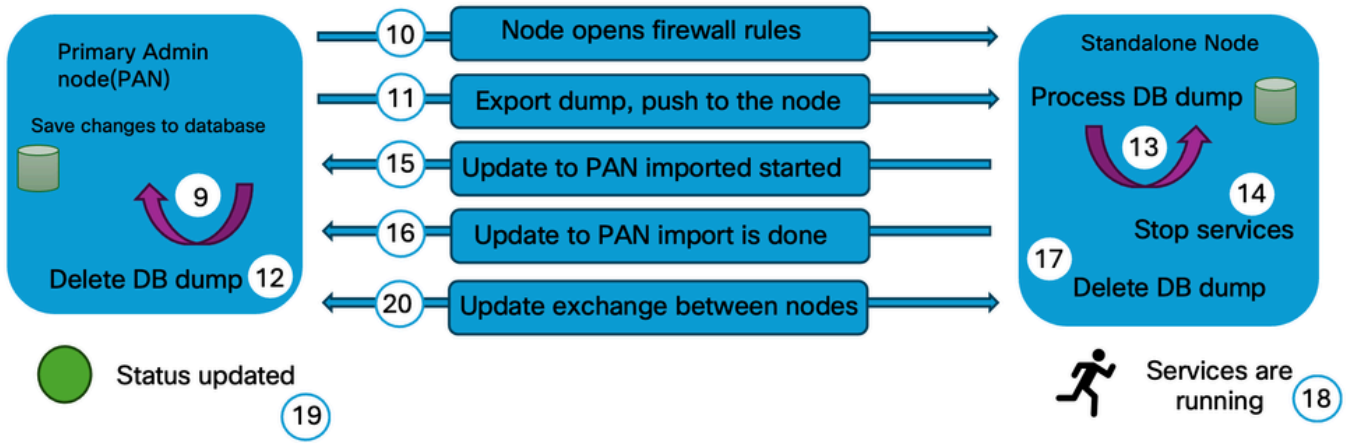 Primary Admin
node(PAN)
Save changes to database
9
Delete DB dump 12
10 Node opens firewall rules
11 Export dump, push to the node
15 Update to PAN imported started
16 Update to PAN import is done
20 Update exchange between nodes
Standalone Node
Process DB dump
13
14
Stop services
17
Delete DB dump
Status updated
19
Services are
running 18